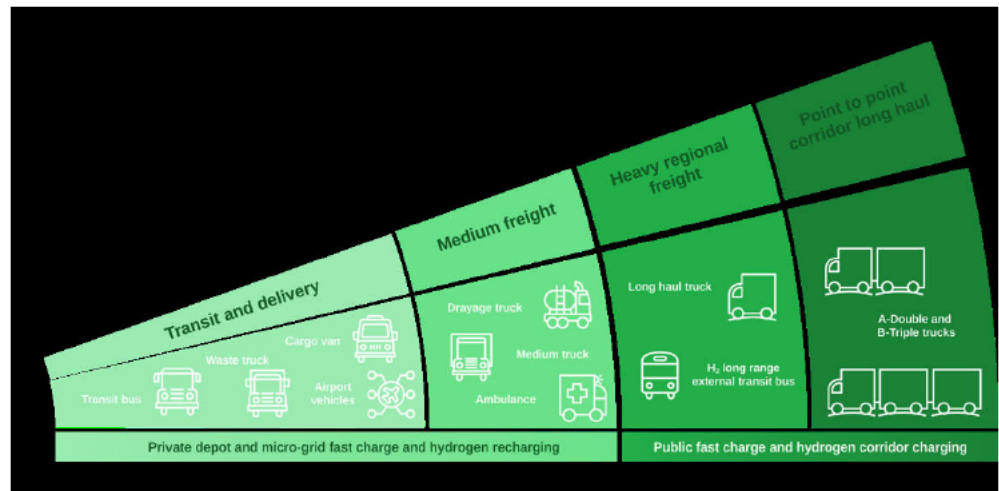 Transit and delivery
Medium freight
Heavy regional
freight
Point to point
corridor long haul
Transit bus
Waste truck
Cargo van
Airport
vehicles
Drayage truck
Medium truck
Ambulance
Long haul truck
H₂ long range
external transit bus
A-Double and
B-Triple trucks
Private depot and micro-grid fast charge and hydrogen recharging
Public fast charge and hydrogen corridor charging